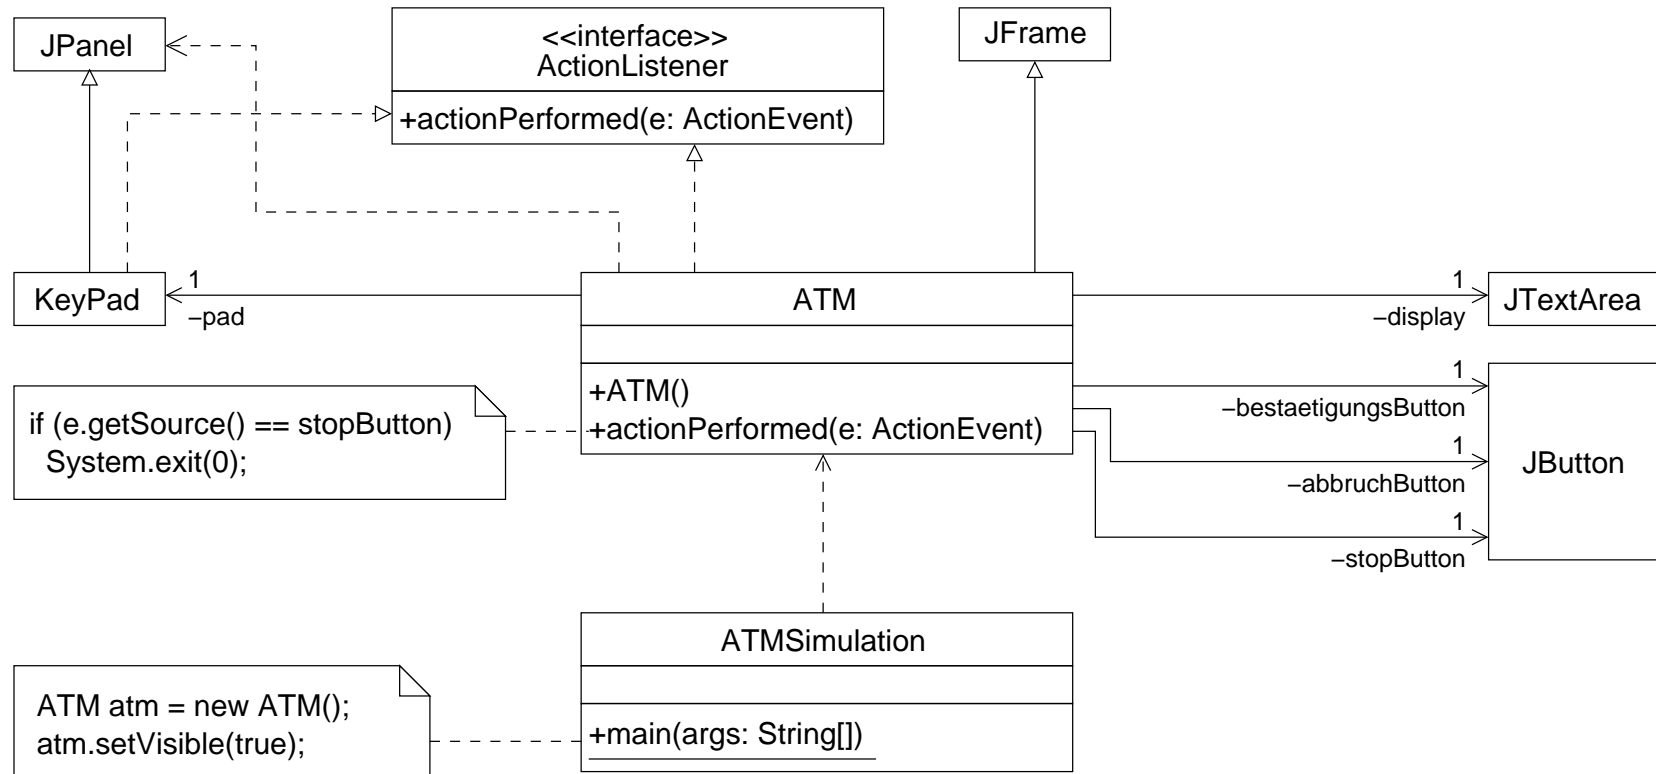 JPanel
<<interface>>
ActionListener
+actionPerformed(e: ActionEvent)
JFrame
KeyPad
1
–pad
ATM
1
–display
JTextArea
+ATM()
+actionPerformed(e: ActionEvent)
if (e.getSource() == stopButton)
System.exit(0);
1
–bestaetigungsButton
1
–abbruchButton
1
–stopButton
JButton
ATMSimulation
+main(args: String[])
ATM atm = new ATM();
atm.setVisible(true);